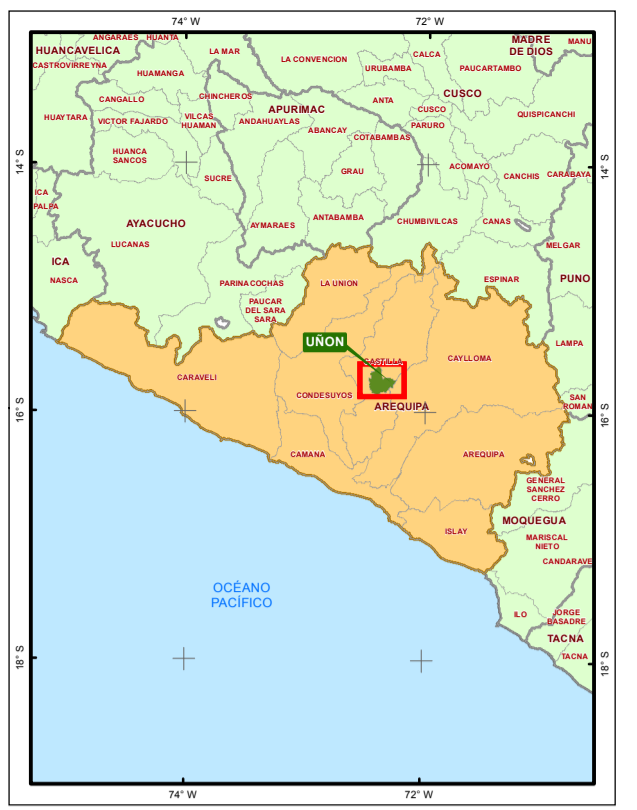 74° W
72° W
ANGARAES
HUANTA
MADRE
DE DIOS
MANU
HUANCAVELICA
LA MAR
LA CONVENCION
CALCA
CASTROVIRREYNA
HUAMANGA
URUBAMBA
PAUCARTAMBO
CUSCO
CANGALLO
CHINCHEROS
ANTA
APURIMAC
CUSCO
HUAYTARA
VICTOR FAJARDO
VILCAS
HUAMAN
ANDAHUAYLAS
ABANCAY
PARURO
QUISPICANCHI
COTABAMBAS
HUANCA
SANCOS
14° S
14° S
GRAU
ACOMAYO
CANCHIS
CARABAYA
SUCRE
ICA
PALPA
AYACUCHO
AYMARAES
ANTABAMBA
CHUMBIVILCAS
CANAS
LUCANAS
MELGAR
ICA
NASCA
PARINACOCHAS
LA UNION
ESPINAR
PUNO
PAUCAR
DEL SARA
SARA
UÑON
LAMPA
CASTILLA
CAYLLOMA
CARAVELI
CONDESUYOS
AREQUIPA
SAN
ROMAN
16° S
16° S
CAMANA
AREQUIPA
GENERAL
SANCHEZ
CERRO
MOQUEGUA
ISLAY
MARISCAL
NIETO
CANDARAVE
OCÉANO
PACÍFICO
ILO
JORGE
BASADRE
TACNA
TACNA
18° S
18° S
74° W
72° W